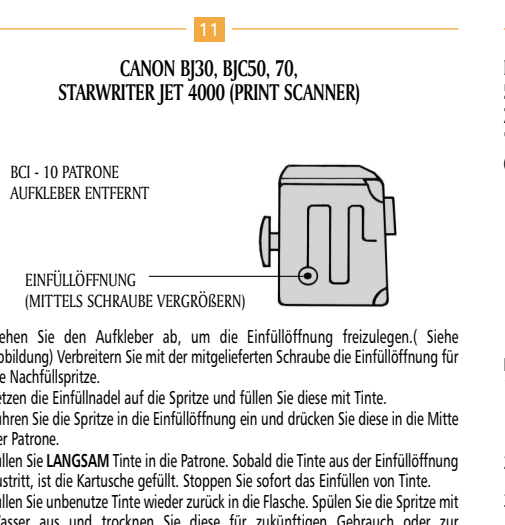 11
CANON BJ30, BJC50, 70,
STARWRITER JET 4000 (PRINT SCANNER)
BCI - 10 PATRONE
AUFKLEBER ENTFERNT
EINFÜLLÖFFNUNG
(MITTELS SCHRAUBE VERGRÖßERN)
Sie den Aufkleber ab, um die Einfüllöffnung freizulegen.( Siehe
Verbreitern Sie mit der mitgelieferten Schraube die Einfüllöffnung für
Nachfüllspritze.
die Einfüllnadel auf die Spritze und füllen Sie diese mit Tinte.
Sie die Spritze in die Einfüllöffnung ein und drücken Sie diese in die Mitte
Patrone.
Sie LANGSAM Tinte in die Patrone. Sobald die Tinte aus der Einfüllöffnung
ist die Kartusche gefüllt. Stoppen Sie sofort das Einfüllen von Tinte.
Sie unbenutze Tinte wieder zurück in die Flasche. Spülen Sie die Spritze mit
aus und trocknen Sie diese für zukünftigen Gebrauch oder zur